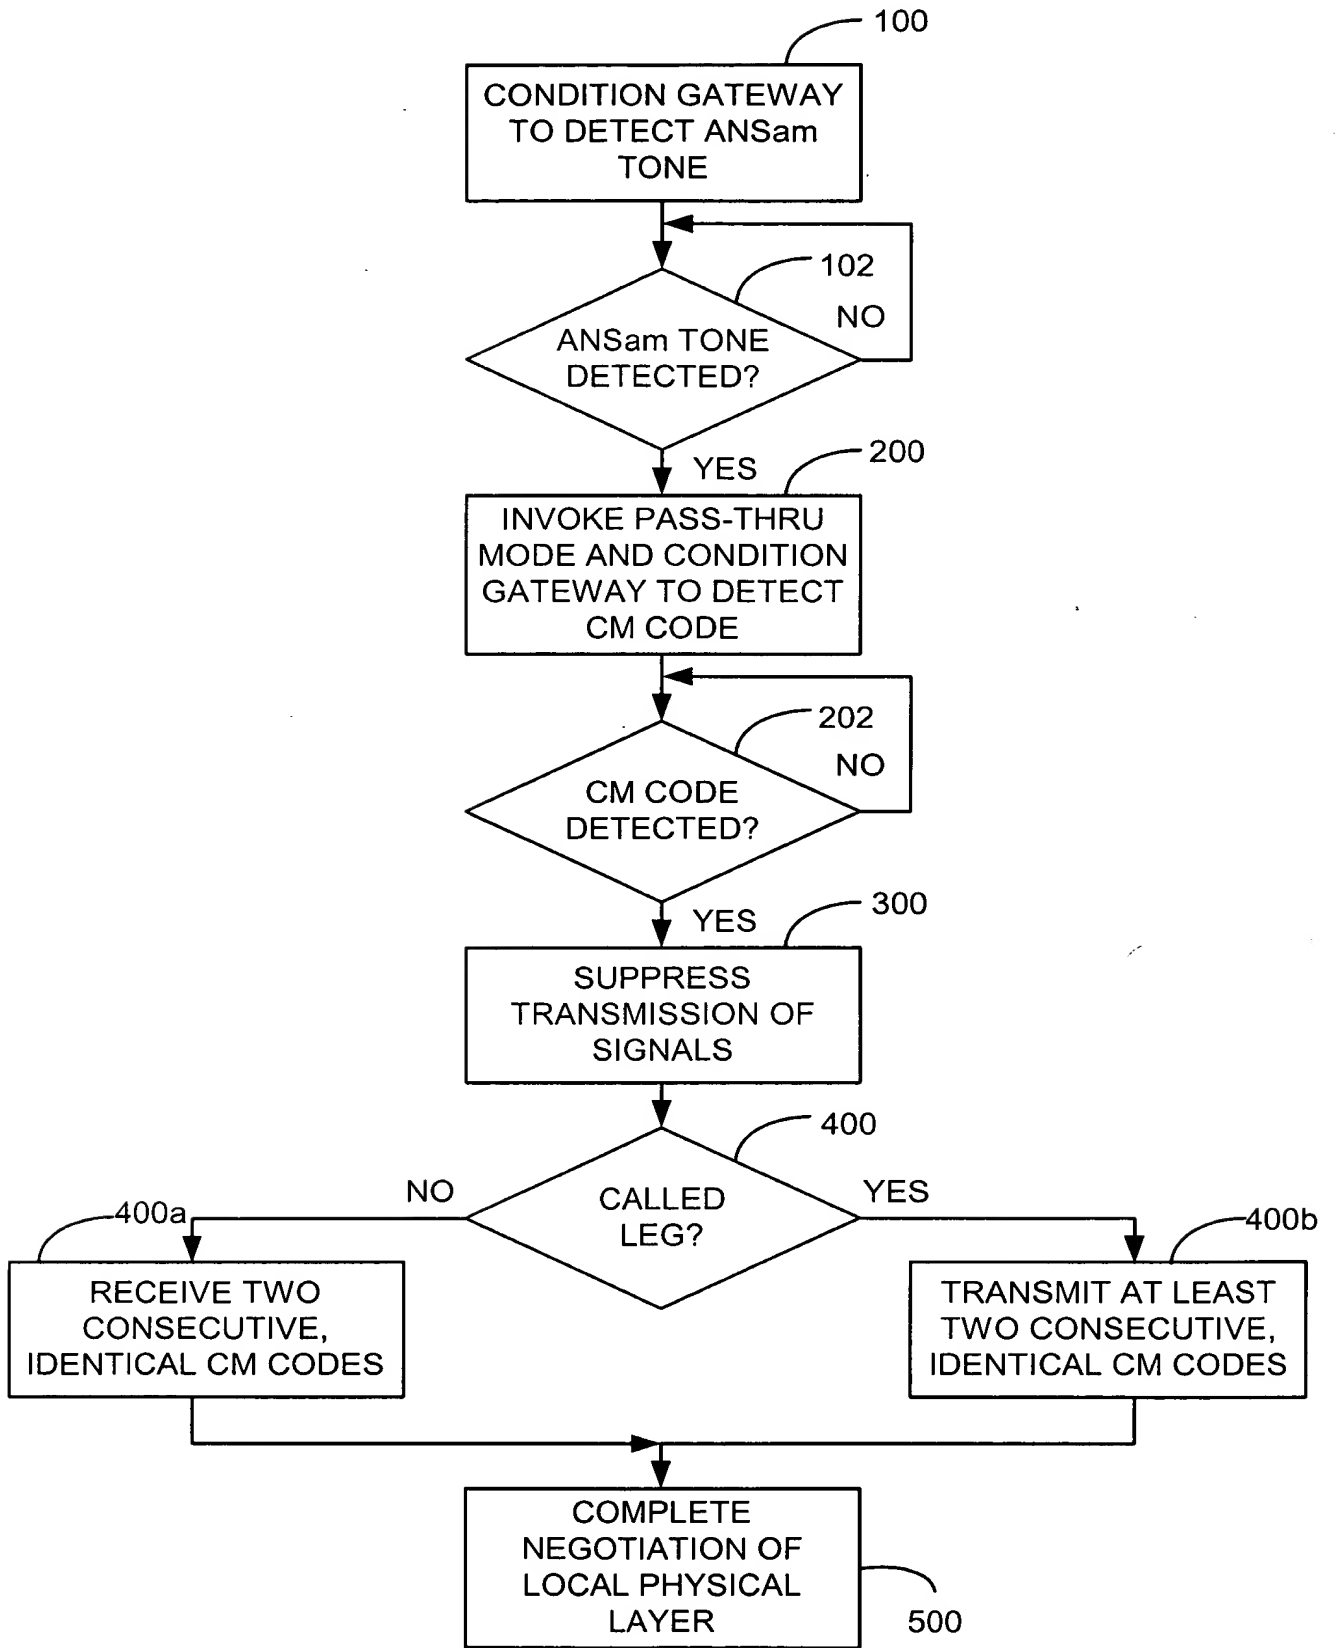 100
CONDITION GATEWAY
TO DETECT ANSam
TONE
102
NO
ANSam TONE
DETECTED?
YES
200
INVOKE PASS-THRU
MODE AND CONDITION
GATEWAY TO DETECT
CM CODE
202
NO
CM CODE
DETECTED?
YES
300
SUPPRESS
TRANSMISSION OF
SIGNALS
400
NO
CALLED
LEG?
YES
400a
400b
RECEIVE TWO
CONSECUTIVE,
IDENTICAL CM CODES
TRANSMIT AT LEAST
TWO CONSECUTIVE,
IDENTICAL CM CODES
COMPLETE
NEGOTIATION OF
LOCAL PHYSICAL
LAYER
500